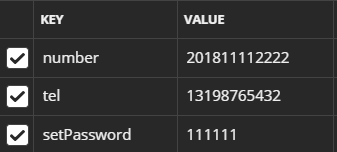 KEY VALUE
number 201811112222
tel 13198765432
setPassword 111111